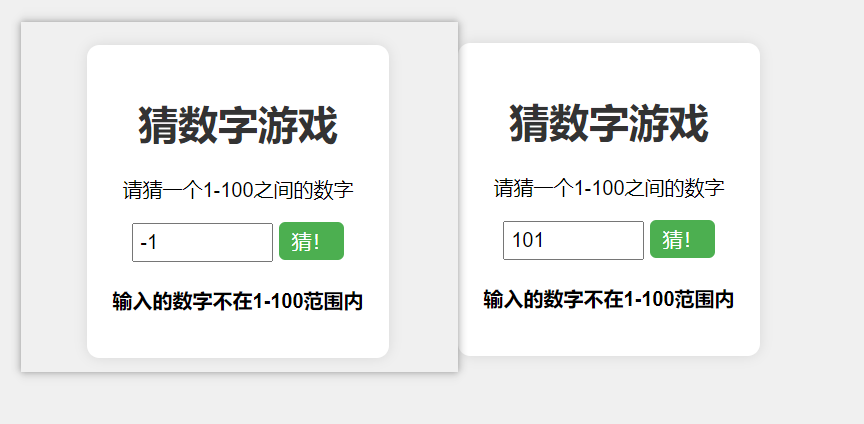 猜数字游戏
请猜一个1-100之间的数字
-1 猜!
输入的数字不在1-100范围内
猜数字游戏
请猜一个1-100之间的数字
101 猜!
输入的数字不在1-100范围内